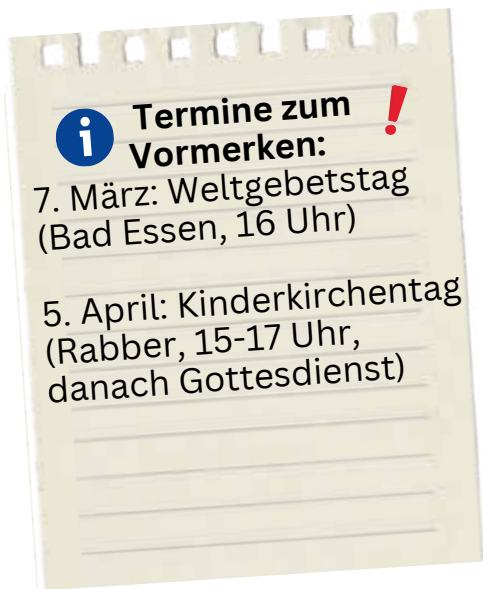 Termine zum
Vormerken:
7. März: Weltgebetstag
(Bad Essen, 16 Uhr)
5. April: Kinderkirchentag
(Rabber, 15-17 Uhr,
danach Gottesdienst)